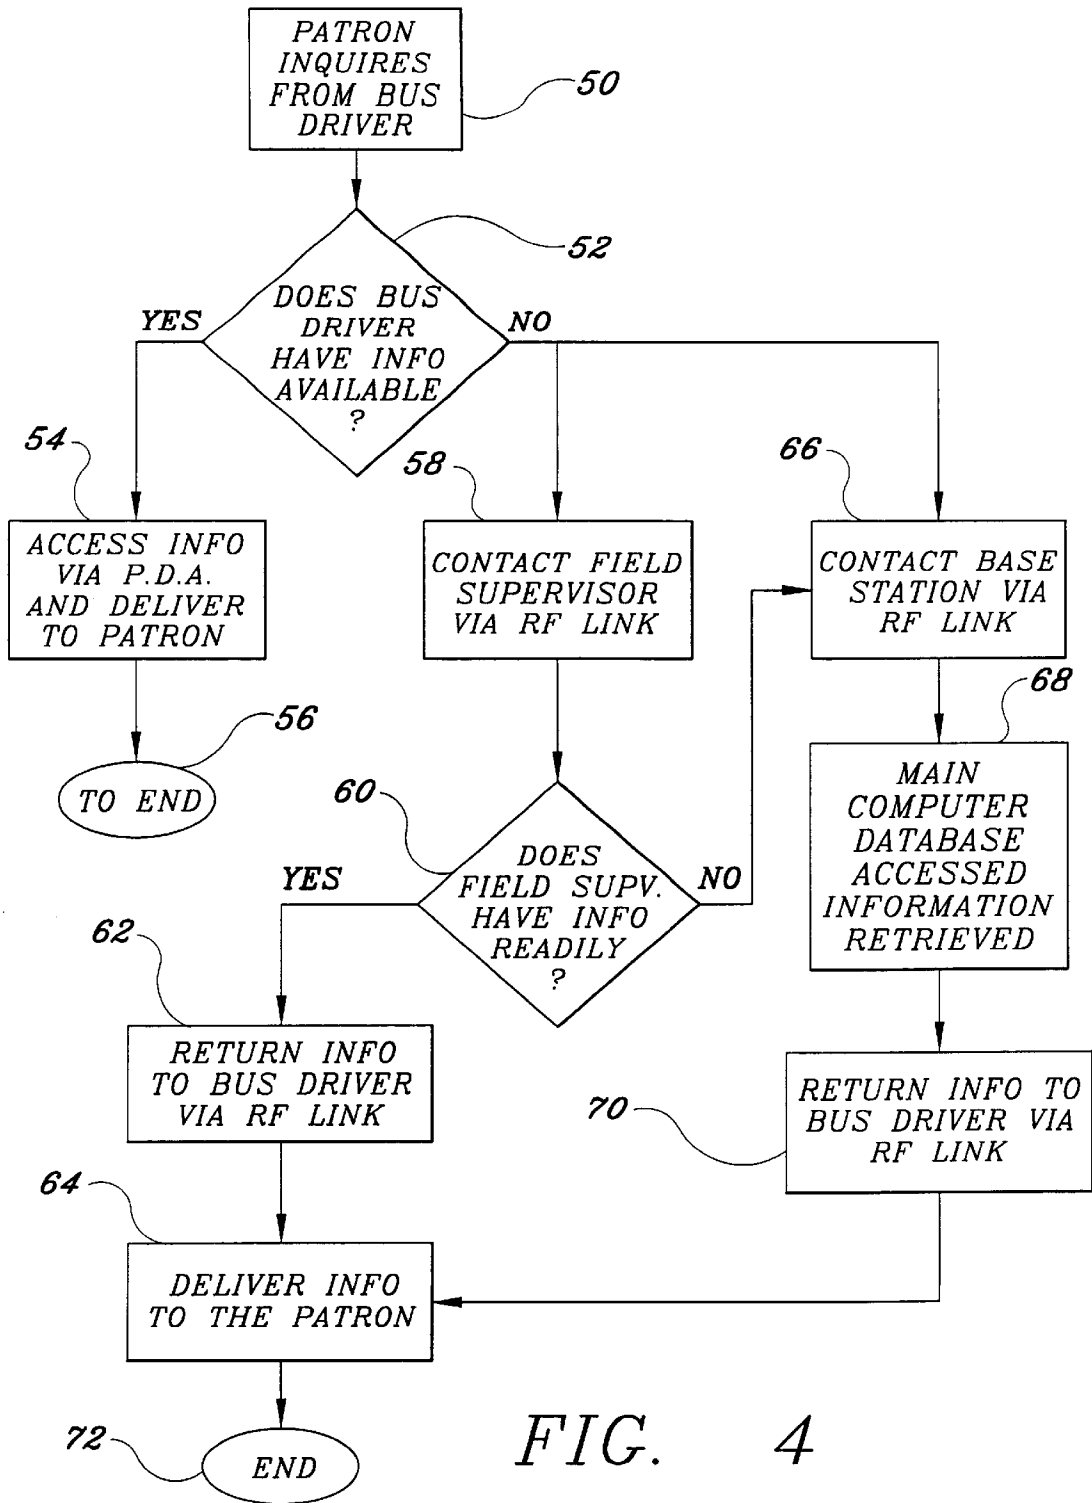 PATRON
INQUIRES
FROM BUS
DRIVER
50
52
DOES BUS
DRIVER
HAVE INFO
AVAILABLE
?
YES
NO
54
58
66
ACCESS INFO
VIA P.D.A.
AND DELIVER
TO PATRON
CONTACT FIELD
SUPERVISOR
VIA RF LINK
CONTACT BASE
STATION VIA
RF LINK
56
TO END
68
MAIN
COMPUTER
DATABASE
ACCESSED
INFORMATION
RETRIEVED
60
DOES
FIELD SUPV.
HAVE INFO
READILY
?
YES
NO
62
RETURN INFO
TO BUS DRIVER
VIA RF LINK
70
RETURN INFO TO
BUS DRIVER VIA
RF LINK
64
DELIVER INFO
TO THE PATRON
72
END
FIG. 4